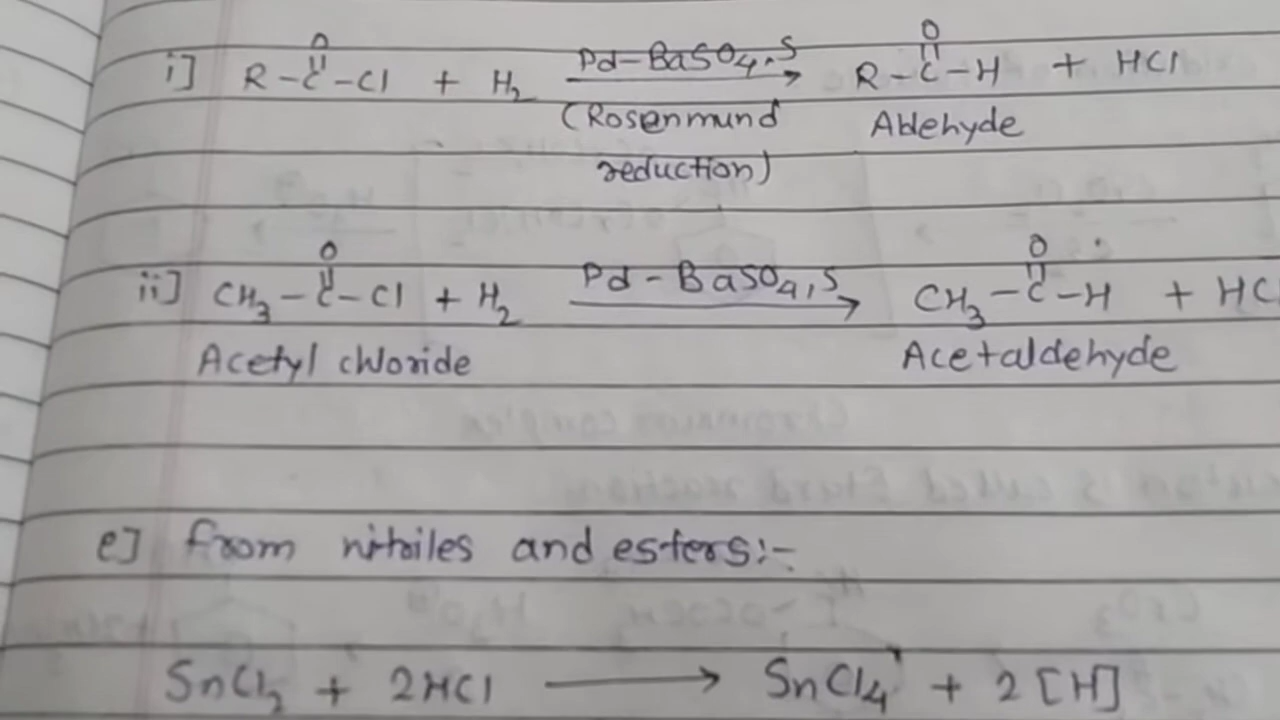 O O
i] R-C-Cl + H2 Pd-BaSO4,S R-C-H + HCl
(Rosenmund Aldehyde
reduction)
O O
ii] CH3-C-Cl + H2 Pd-BaSO4,S CH3-C-H + HC
Acetyl chloride Acetaldehyde
e] from nitriles and esters:-
SnCl2 + 2HCl → SnCl4 + 2[H]